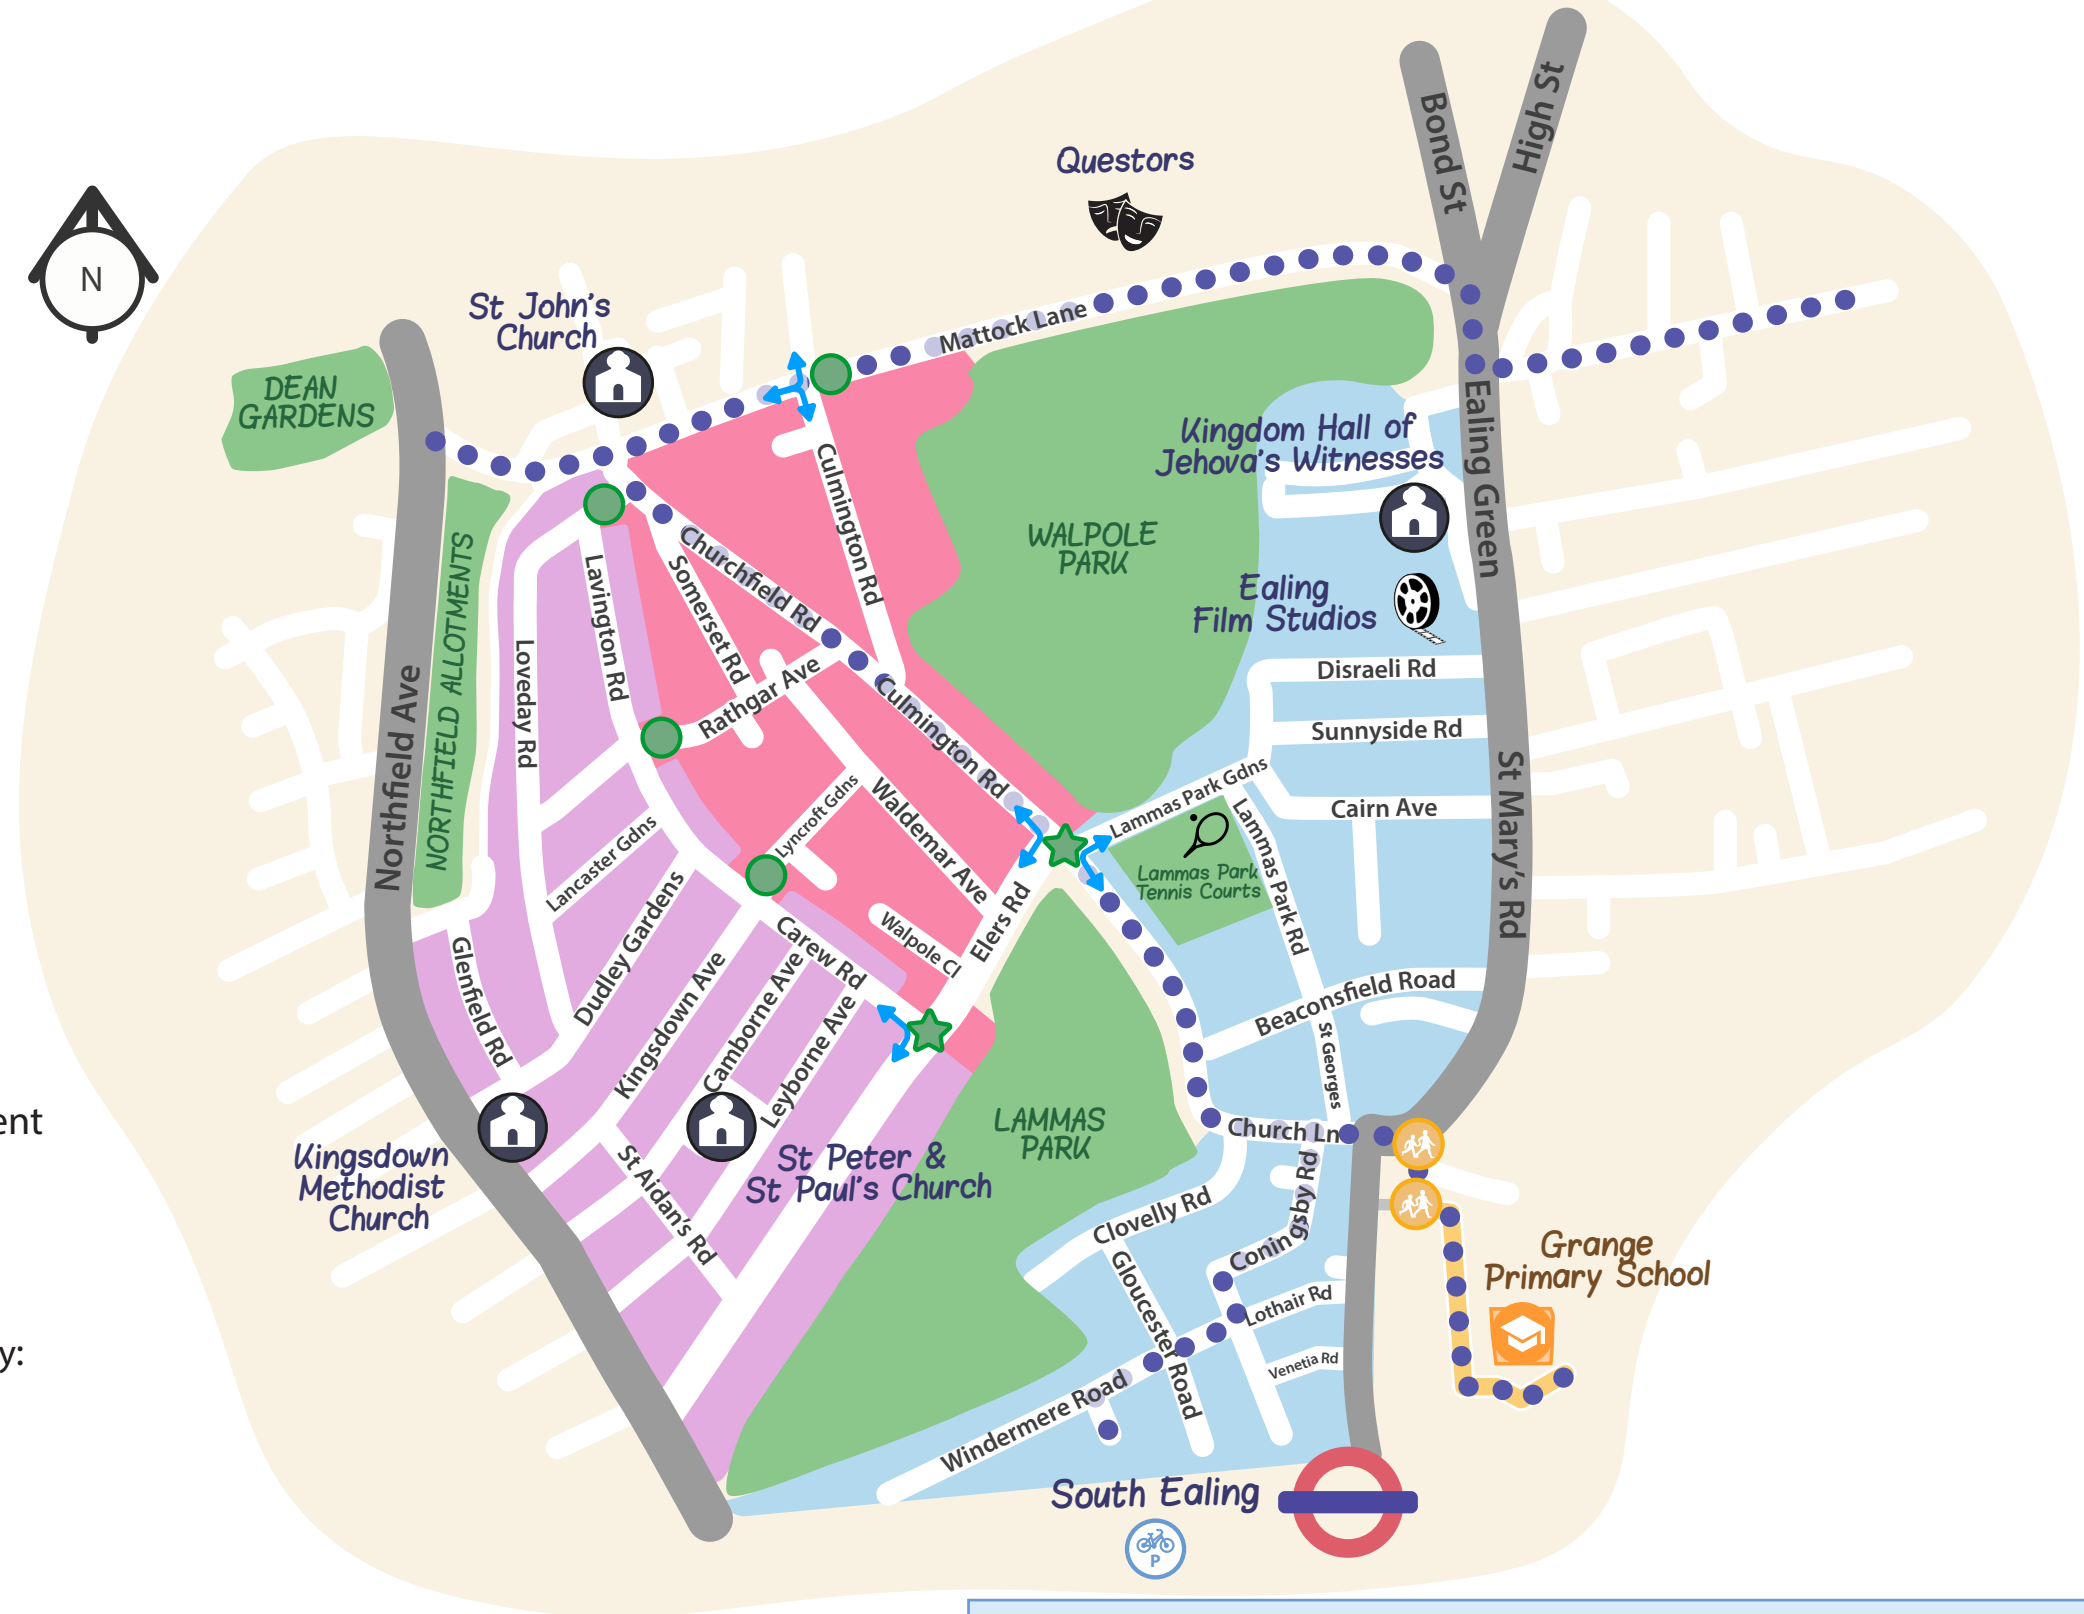 Bond St
High St
Questors
N
St John's
Church
Mattock Lane
DEAN
GARDENS
Ealing Green
Kingdom Hall of
Jehova's Witnesses
Culmington Rd
WALPOLE
PARK
Churchfield Rd
Somerset Rd
Lavington Rd
NORTHFIELD ALLOTMENTS
Ealing
Film Studios
Loveday Rd
Northfield Ave
Rathgar Ave
Disraeli Rd
Sunnyside Rd
Culmington Rd
Lammas Park Gdns
Cairn Ave
St Mary's Rd
Lyncroft Gdns
Waldemar Ave
Lammas Park
Tennis Courts
Lammas Park Rd
Lancaster Gdns
Dudley Gardens
Elers Rd
Walpole Cl
Carew Rd
Glenfield Rd
Kingsdown Ave
Camborne Ave
Leyborne Ave
Beaconsfield Road
St Georges
ent
LAMMAS
PARK
Church Ln
Kingsdown
Methodist
Church
St Aidan's Rd
St Peter &
St Paul's Church
Clovelly Rd
Coningsby Rd
Grange
Primary School
Gloucester Road
Lothair Rd
Venetia Rd
y:
Windermere Road
South Ealing
P